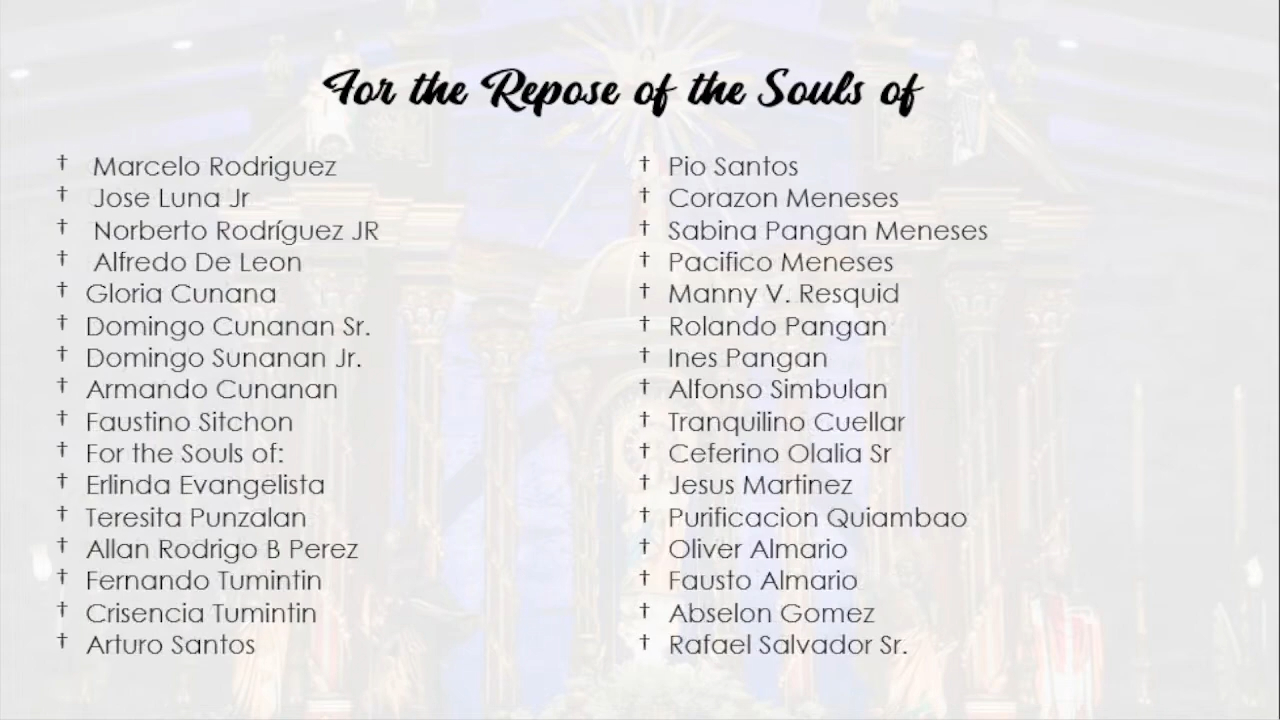 For the Repose of the Souls of
† Marcelo Rodriguez
† Jose Luna Jr
† Norberto Rodríguez JR
† Alfredo De Leon
† Gloria Cunana
† Domingo Cunanan Sr.
† Domingo Sunanan Jr.
† Armando Cunanan
† Faustino Sitchon
† For the Souls of:
† Erlinda Evangelista
† Teresita Punzalan
† Allan Rodrigo B Perez
† Fernando Tumintin
† Crisencia Tumintin
† Arturo Santos
† Pio Santos
† Corazon Meneses
† Sabina Pangan Meneses
† Pacifico Meneses
† Manny V. Resquid
† Rolando Pangan
† Ines Pangan
† Alfonso Simbulan
† Tranquilino Cuellar
† Ceferino Olalia Sr
† Jesus Martinez
† Purificacion Quiambao
† Oliver Almario
† Fausto Almario
† Abselon Gomez
† Rafael Salvador Sr.